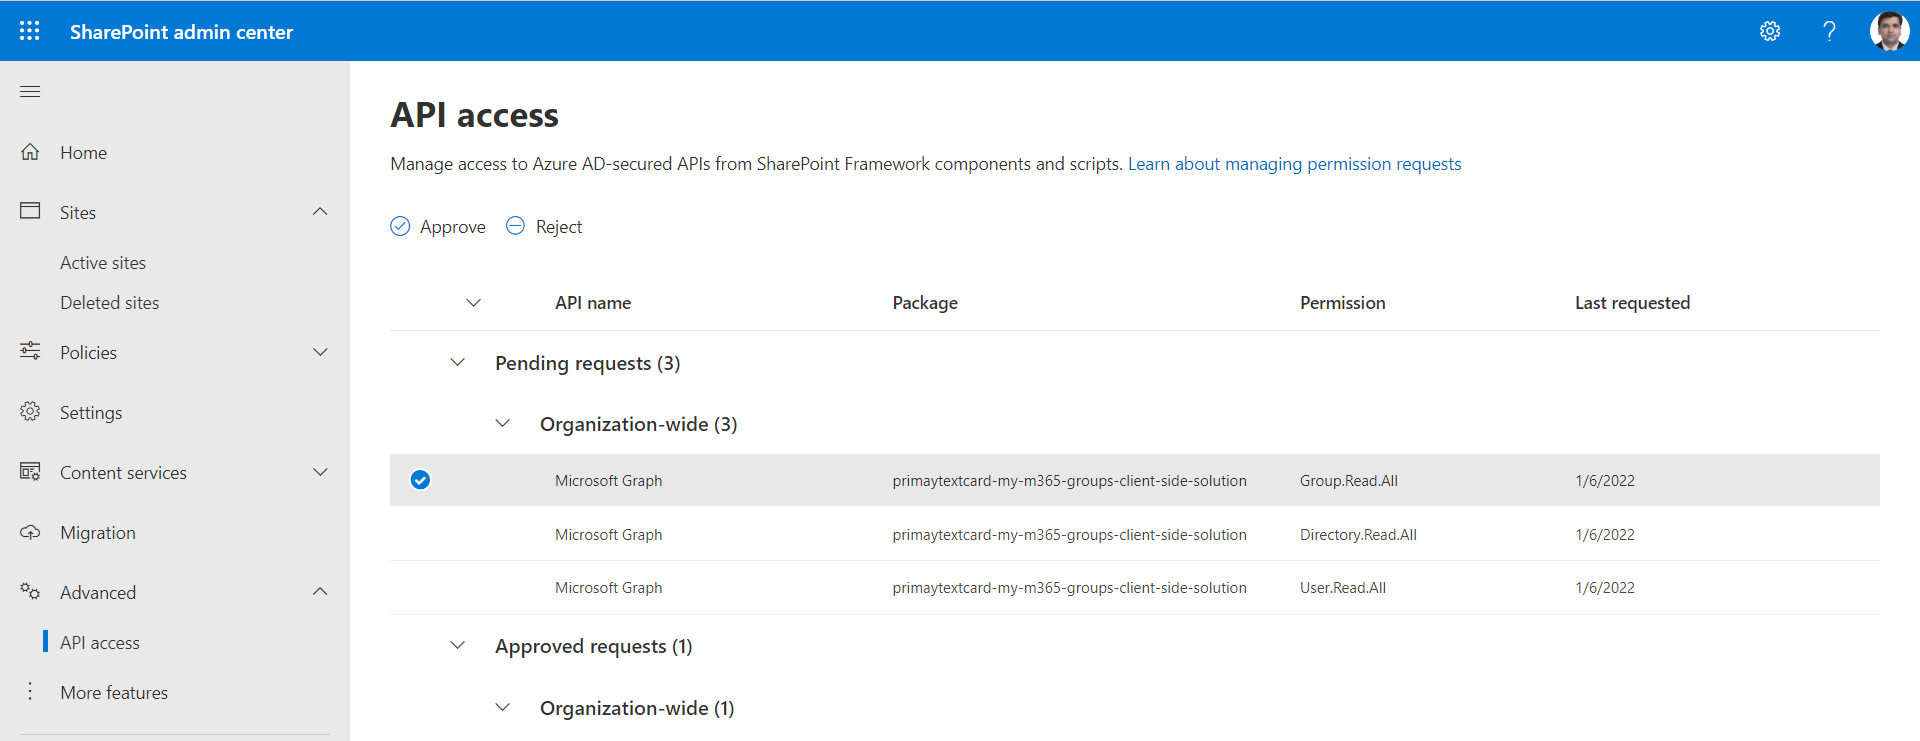 SharePoint admin center
?
Home
Sites
Active sites
Deleted sites
Policies
Settings
Content services
Migration
Advanced
API access
More features
API access
Manage access to Azure AD-secured APIs from SharePoint Framework components and scripts. Learn about managing permission requests
Approve Reject
API name Package Permission Last requested
Pending requests (3)
Organization-wide (3)
Microsoft Graph primaytextcard-my-m365-groups-client-side-solution Group.Read.All 1/6/2022
Microsoft Graph primaytextcard-my-m365-groups-client-side-solution Directory.Read.All 1/6/2022
Microsoft Graph primaytextcard-my-m365-groups-client-side-solution User.Read.All 1/6/2022
Approved requests (1)
Organization-wide (1)